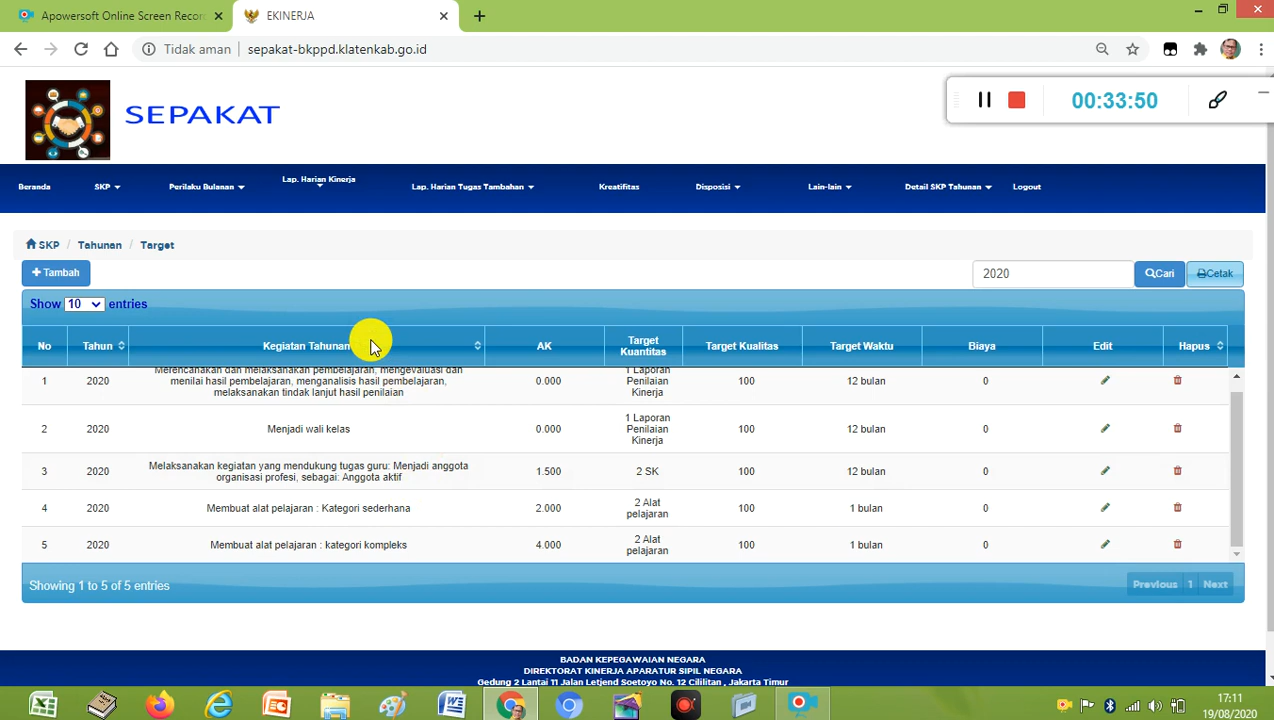 Apowersoft Online Screen Recor
EKINERJA
Tidak aman
sepakat-bkppd.klatenkab.go.id
SEPAKAT
00:33:50
Beranda
SKP
Perilaku Bulanan
Lap. Harian Kinerja
Lap. Harian Tugas Tambahan
Kreatifitas
Disposisi
Lain-lain
Detail SKP Tahunan
Logout
SKP / Tahunan / Target
+ Tambah
2020
Cari
Cetak
Show 10 entries
No
Tahun
Kegiatan Tahunan
AK
Target
Kuantitas
Target Kualitas
Target Waktu
Biaya
Edit
Hapus
1
2020
Merencanakan dan melaksanakan pembelajaran, mengevaluasi dan
menilai hasil pembelajaran, menganalisis hasil pembelajaran,
melaksanakan tindak lanjut hasil penilaian
0.000
1 Laporan
Penilaian
Kinerja
100
12 bulan
0
2
2020
Menjadi wali kelas
0.000
1 Laporan
Penilaian
Kinerja
100
12 bulan
0
3
2020
Melaksanakan kegiatan yang mendukung tugas guru: Menjadi anggota
organisasi profesi, sebagai: Anggota aktif
1.500
2 SK
100
12 bulan
0
4
2020
Membuat alat pelajaran : Kategori sederhana
2.000
2 Alat
pelajaran
100
1 bulan
0
5
2020
Membuat alat pelajaran : kategori kompleks
4.000
2 Alat
pelajaran
100
1 bulan
0
Showing 1 to 5 of 5 entries
Previous 1 Next
BADAN KEPEGAWAIAN NEGARA
DIREKTORAT KINERJA APARATUR SIPIL NEGARA
Gedung 2 Lantai 11 Jalan Letjend Soetoyo No.12 Cililitan , Jakarta Timur
17:11
19/08/2020